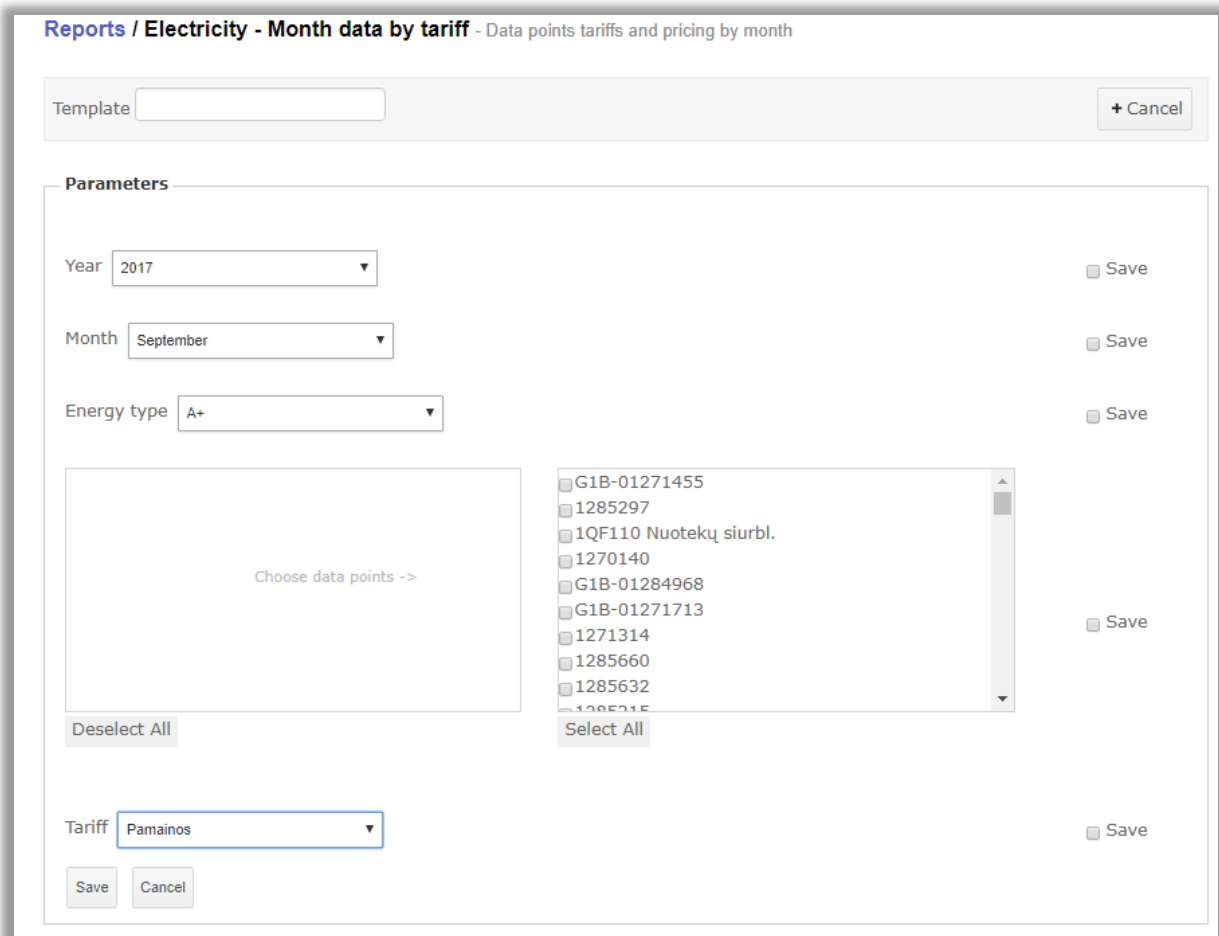 Reports / Electricity - Month data by tariff - Data points tariffs and pricing by month
Template
+ Cancel
Parameters
Year 2017
Save
Month September
Save
Energy type A+
Save
Choose data points ->
G1B-01271455
1285297
1QF110 Nuotekų siurbl.
1270140
G1B-01284968
G1B-01271713
1271314
1285660
1285632
Save
Deselect All
Select All
Tariff Pamainos
Save
Save
Cancel